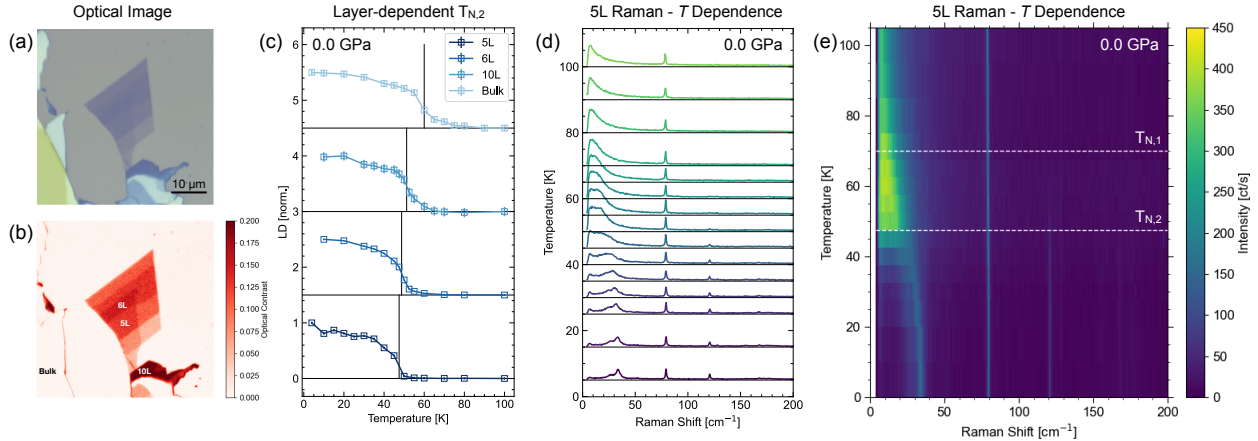 Optical Image
Layer-dependent T_N,2
5L Raman - T Dependence
5L Raman - T Dependence
(a)
10 μm
(b)
6L
5L
10L
Bulk
0.200
0.175
0.150
0.125
0.100
0.075
0.050
0.025
0.000
Optical Contrast
(c)
0.0 GPa
5L
6L
10L
Bulk
6
5
4
3
2
1
0
LD [norm.]
0
20
40
60
80
100
Temperature [K]
(d)
0.0 GPa
100
80
60
40
20
0
Temperature [K]
0
50
100
150
200
Raman Shift [cm⁻¹]
(e)
0.0 GPa
T_N,1
T_N,2
100
80
60
40
20
0
Temperature [K]
0
50
100
150
200
Raman Shift [cm⁻¹]
450
400
350
300
250
200
150
100
50
0
Intensity [ct/s]